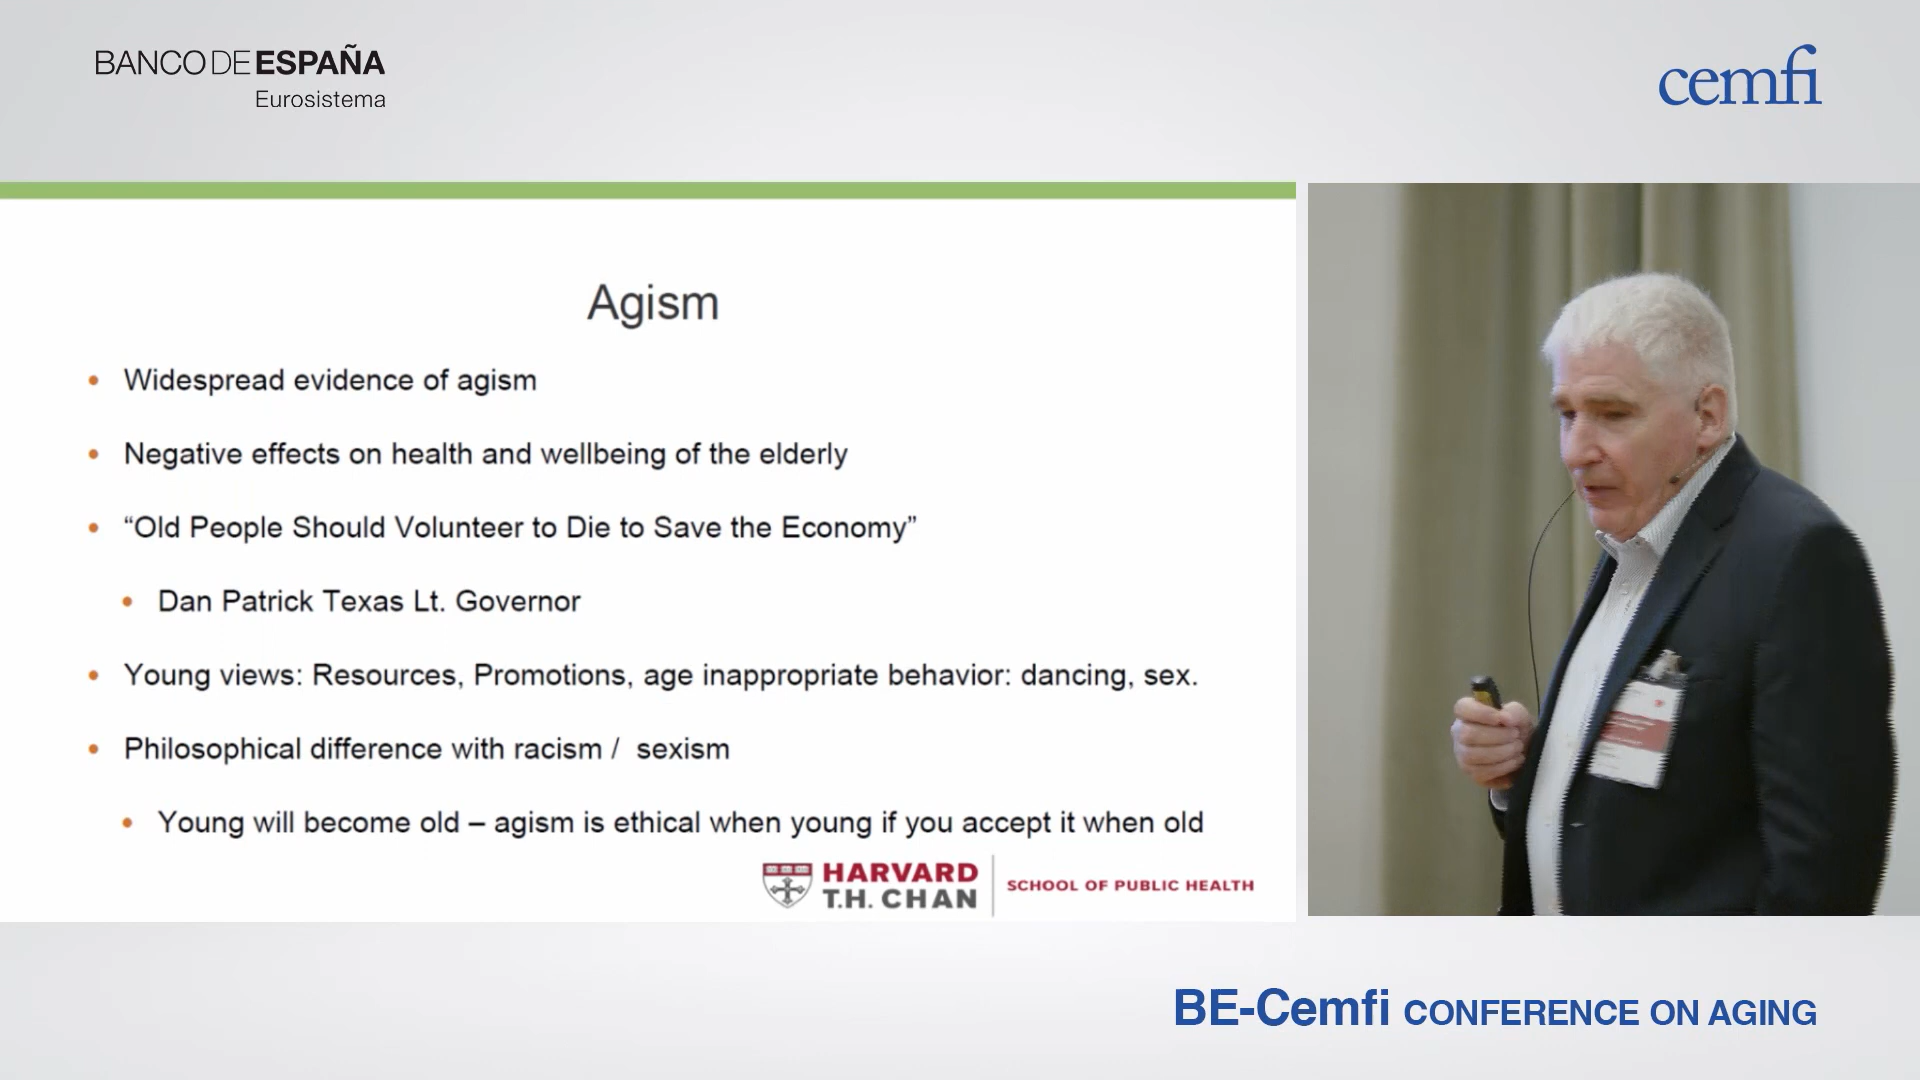 BANCO DE ESPAÑA
Eurosistema
cemfi
Agism
• Widespread evidence of agism
• Negative effects on health and wellbeing of the elderly
• “Old People Should Volunteer to Die to Save the Economy”
• Dan Patrick Texas Lt. Governor
• Young views: Resources, Promotions, age inappropriate behavior: dancing, sex.
• Philosophical difference with racism / sexism
• Young will become old – agism is ethical when young if you accept it when old
HARVARD
T.H. CHAN
SCHOOL OF PUBLIC HEALTH
BE-Cemfi CONFERENCE ON AGING